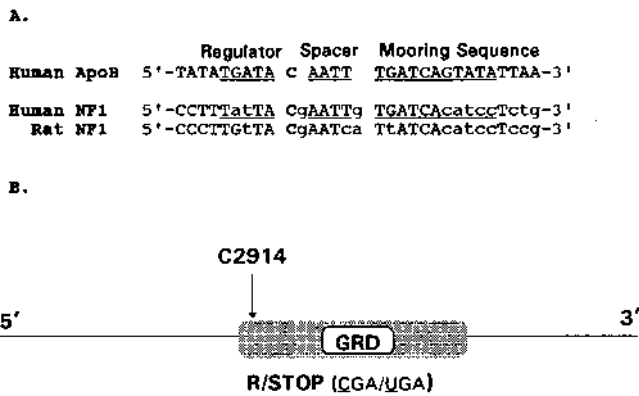 A.
Regulator Spacer Mooring Sequence
Human ApoB 5'-TATATGATA C AATT TGATCAGTATATTAA-3'
Human NF1 5'-CCTTTatTA CgAATTg TGATCAcatccTctg-3'
Rat NF1 5'-CCCTTGtTA CgAATca TtATCAcatccTccg-3'
B.
C2914
5' 3'
GRD
R/STOP (CGA/UGA)